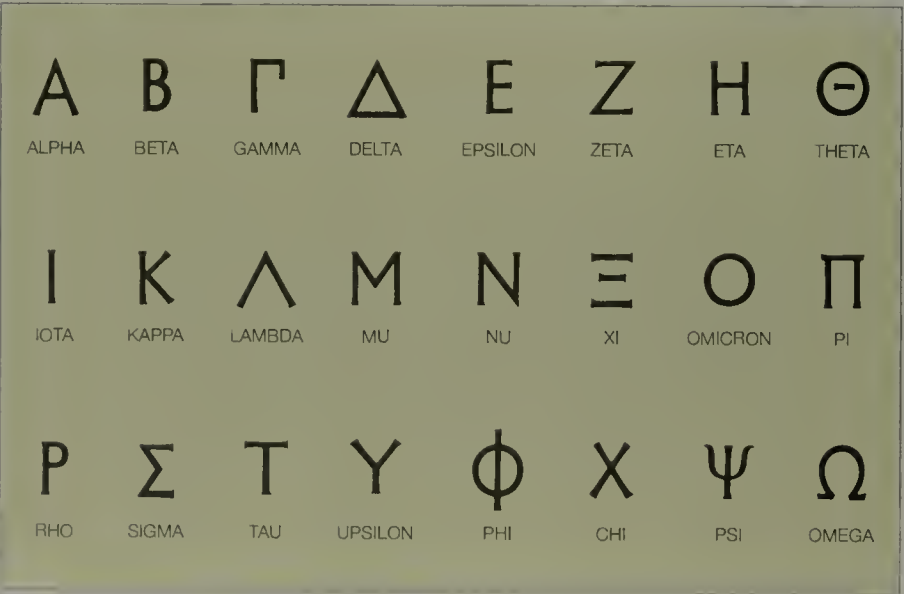 Α Β Γ Δ Ε Ζ Η Θ
ALPHA BETA GAMMA DELTA EPSILON ZETA ETA THETA
Ι Κ Λ Μ Ν Ξ Ο Π
IOTA KAPPA LAMBDA MU NU XI OMICRON PI
Ρ Σ Τ Υ Φ Χ Ψ Ω
RHO SIGMA TAU UPSILON PHI CHI PSI OMEGA